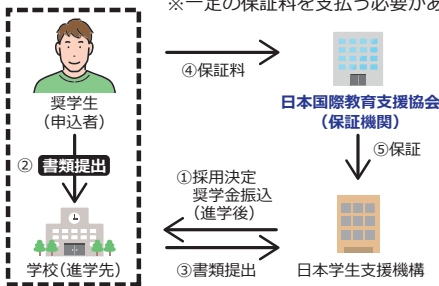 ※一定の保証料を支払う必要があ
④保証料
奨学生
(申込者)
日本国際教育支援協会
(保証機関)
② 書類提出
⑤保証
①採用決定
奨学金振込
(進学後)
学校(進学先)
③書類提出
日本学生支援機構